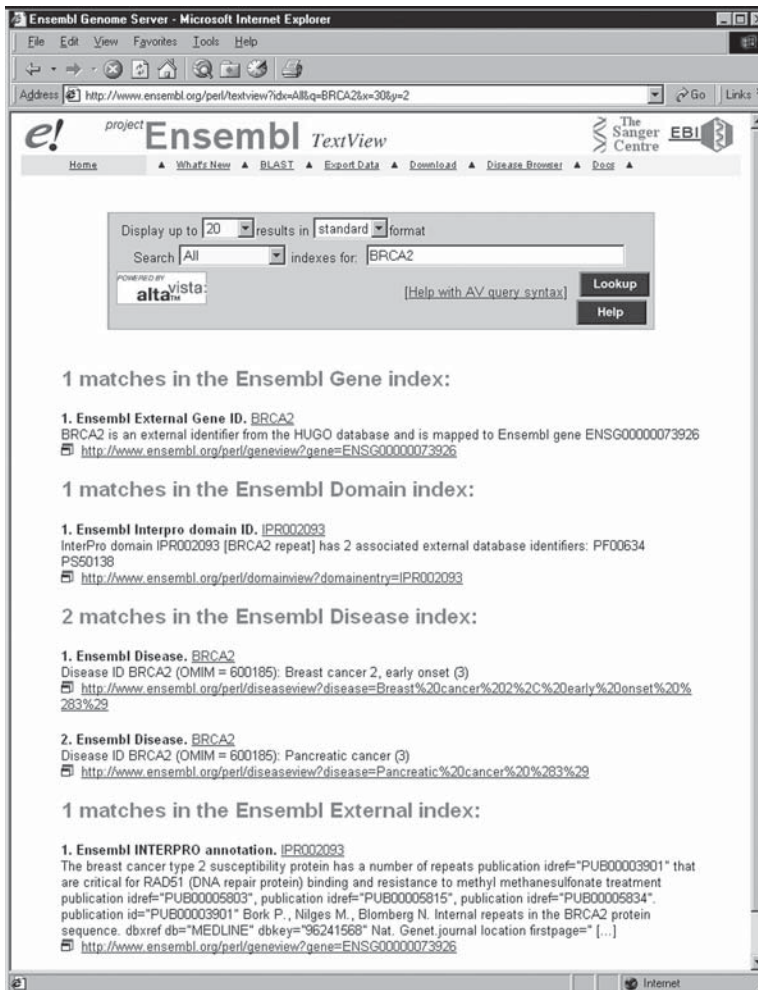 Ensembl Genome Server - Microsoft Internet Explorer
File Edit View Favorites Tools Help
Address http://www.ensembl.org/perl/textview?idx=All&q=BRCA2&x=30&y=2 Go Links
e! project Ensembl TextView The Sanger Centre EBI
Home ▲ What's New ▲ BLAST ▲ Export Data ▲ Download ▲ Disease Browser ▲ Docs ▲
Display up to 20 results in standard format
Search All indexes for: BRCA2
POWERED BY
altavista:
TM
[Help with AV query syntax] Lookup
Help
1 matches in the Ensembl Gene index:
1. Ensembl External Gene ID. BRCA2
BRCA2 is an external identifier from the HUGO database and is mapped to Ensembl gene ENSG00000073926
http://www.ensembl.org/perl/geneview?gene=ENSG00000073926
1 matches in the Ensembl Domain index:
1. Ensembl Interpro domain ID. IPR002093
InterPro domain IPR002093 [BRCA2 repeat] has 2 associated external database identifiers: PF00634
PS50138
http://www.ensembl.org/perl/domainview?domainentry=IPR002093
2 matches in the Ensembl Disease index:
1. Ensembl Disease. BRCA2
Disease ID BRCA2 (OMIM = 600185): Breast cancer 2, early onset (3)
http://www.ensembl.org/perl/diseaseview?disease=Breast%20cancer%202%2C%20early%20onset%20%
283%29
2. Ensembl Disease. BRCA2
Disease ID BRCA2 (OMIM = 600185): Pancreatic cancer (3)
http://www.ensembl.org/perl/diseaseview?disease=Pancreatic%20cancer%20%283%29
1 matches in the Ensembl External index:
1. Ensembl INTERPRO annotation. IPR002093
The breast cancer type 2 susceptibility protein has a number of repeats publication idref="PUB00003901" that
are critical for RAD51 (DNA repair protein) binding and resistance to methyl methanesulfonate treatment
publication idref="PUB00005803", publication idref="PUB00005815", publication idref="PUB00005834".
publication id="PUB00003901" Bork P., Nilges M., Blomberg N. Internal repeats in the BRCA2 protein
sequence. dbxref db="MEDLINE" dbkey="96241568" Nat. Genet.journal location firstpage=" [...]
http://www.ensembl.org/perl/geneview?gene=ENSG00000073926
Internet